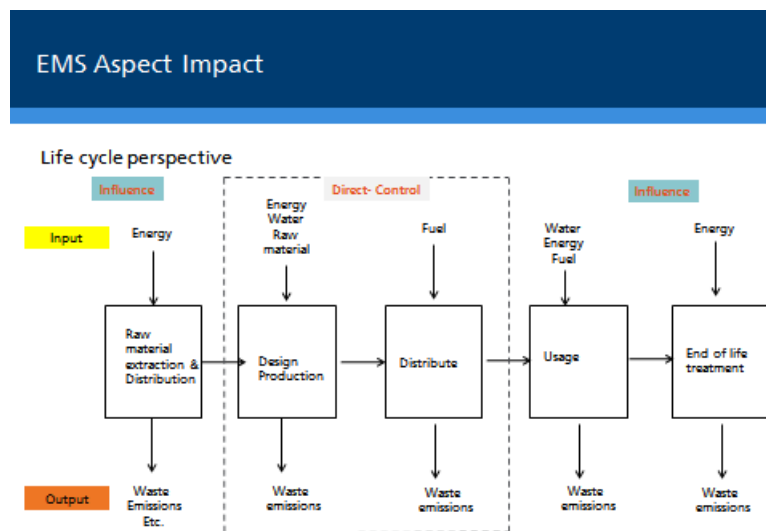 EMS Aspect Impact
Life cycle perspective
Influence
Direct- Control
Influence
Input
Energy
Energy
Water
Raw
material
Fuel
Water
Energy
Fuel
Energy
Raw
material
extraction &
Distribution
Design
Production
Distribute
Usage
End of life
treatment
Output
Waste
Emissions
Etc.
Waste
emissions
Waste
emissions
Waste
emissions
Waste
emissions